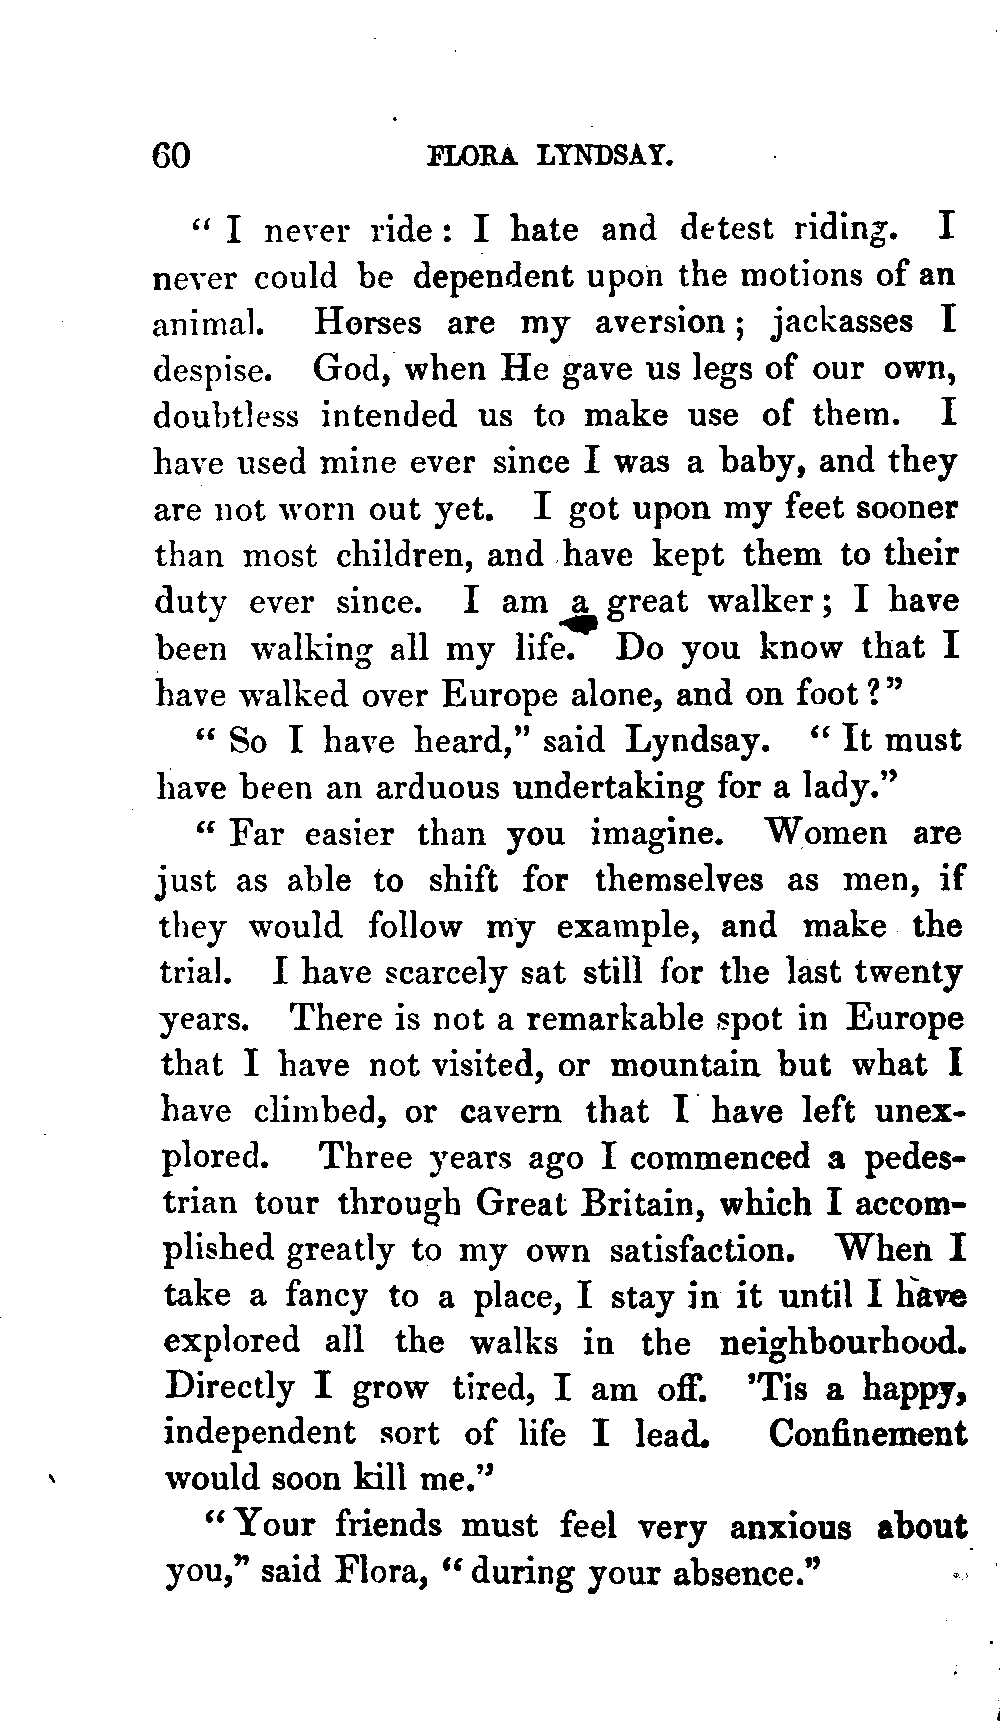 60 FLORA LYNDSAY.
“ I never ride : I hate and detest riding. I
never could be dependent upon the motions of an
animal. Horses are my aversion ; jackasses I
despise. God, when He gave us legs of our own,
doubtless intended us to make use of them. I
have used mine ever since I was a baby, and they
are not worn out yet. I got upon my feet sooner
than most children, and have kept them to their
duty ever since. I am a great walker ; I have
been walking all my life. Do you know that I
have walked over Europe alone, and on foot ?”
“ So I have heard,” said Lyndsay. “ It must
have been an arduous undertaking for a lady.”
“ Far easier than you imagine. Women are
just as able to shift for themselves as men, if
they would follow my example, and make the
trial. I have scarcely sat still for the last twenty
years. There is not a remarkable spot in Europe
that I have not visited, or mountain but what I
have climbed, or cavern that I have left unex-
plored. Three years ago I commenced a pedes-
trian tour through Great Britain, which I accom-
plished greatly to my own satisfaction. When I
take a fancy to a place, I stay in it until I have
explored all the walks in the neighbourhood.
Directly I grow tired, I am off. ’Tis a happy,
independent sort of life I lead. Confinement
would soon kill me.”
“ Your friends must feel very anxious about
you,” said Flora, “ during your absence.”